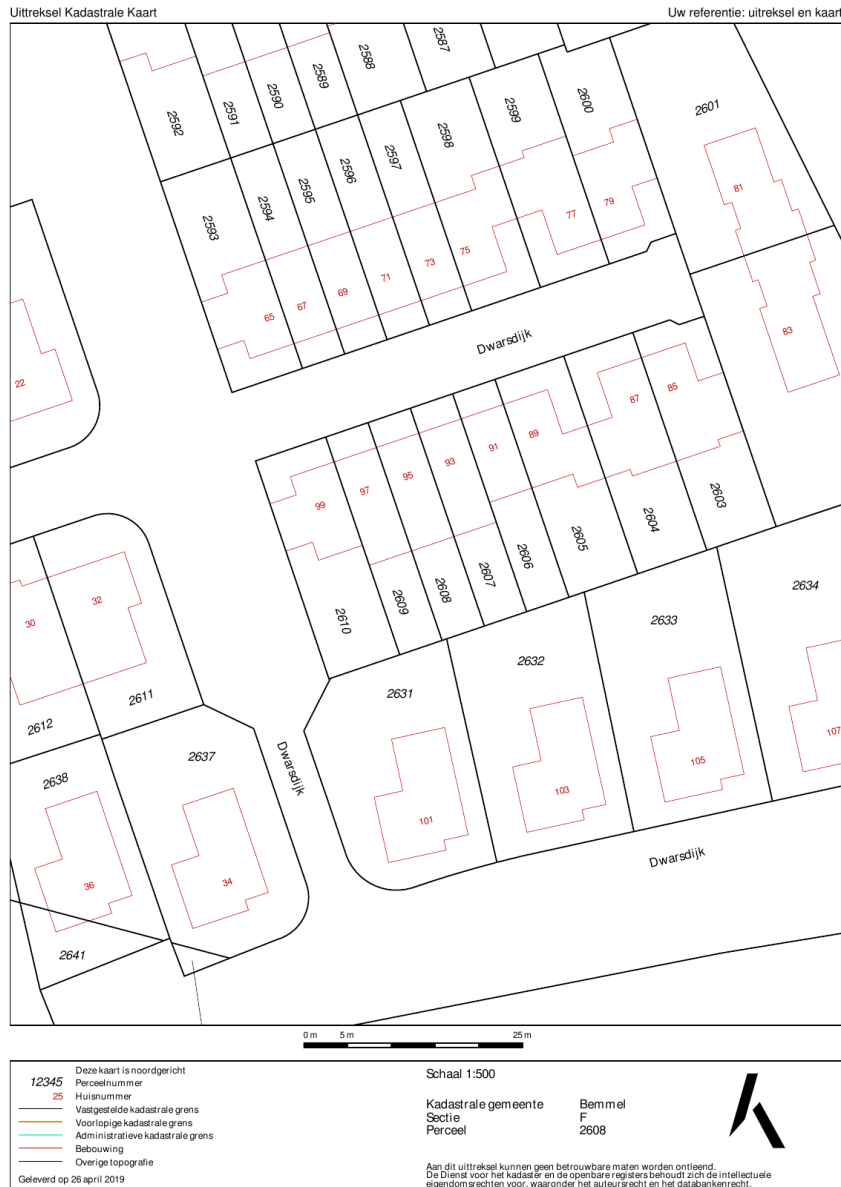 Uittreksel Kadastrale Kaart
Uw referentie: uitreksel en kaart
2587
2588
2589
2590
2591
2592
2600
2599
2598
2597
2596
2595
2594
2593
2601
81
79
77
75
73
71
69
67
65
83
22
Dwarsdijk
85
87
89
91
93
95
97
99
2603
2604
2605
2606
2607
2608
2609
2610
30
32
2611
2612
2634
2633
2632
2631
2637
2638
Dwarsdijk
107
105
103
101
34
36
Dwarsdijk
2641
0 m 5 m 25 m
Deze kaart is noordgericht
12345 Perceelnummer
25 Huisnummer
Vastgestelde kadastrale grens
Voorlopige kadastrale grens
Administratieve kadastrale grens
Bebouwing
Overige topografie
Geleverd op 26 april 2019
Schaal 1:500
Kadastrale gemeente Bemmel
Sectie F
Perceel 2608
Aan dit uittreksel kunnen geen betrouwbare maten worden ontleend.
De Dienst voor het kadaster en de openbare registers behoudt zich de intellectuele
eigendomsrechten voor, waaronder het auteursrecht en het databankenrecht.